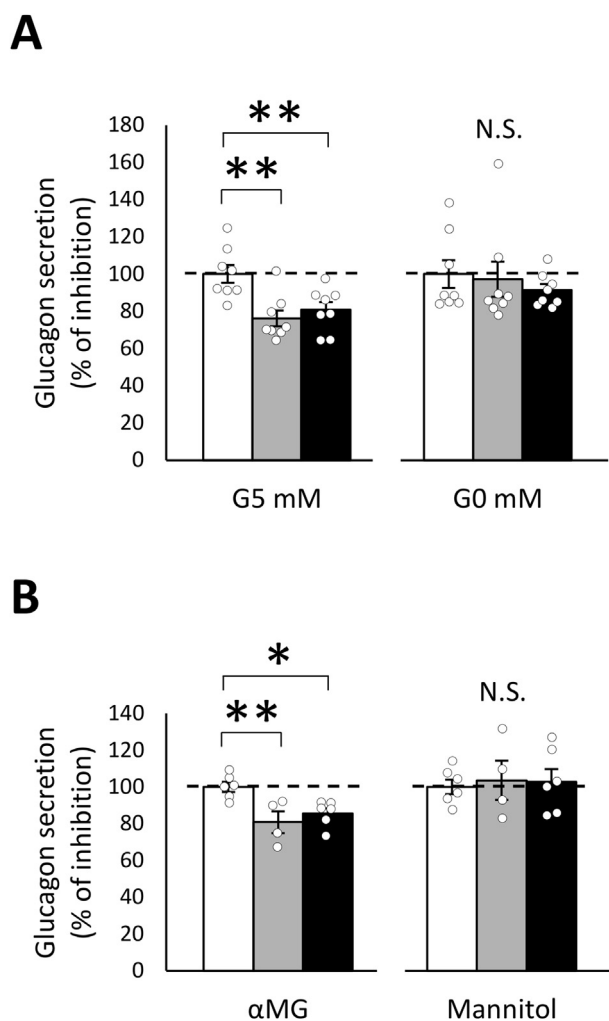 A
Glucagon secretion
(% of inhibition)
180
160
140
120
100
80
60
40
20
0
**
**
N.S.
G5 mM
G0 mM
B
Glucagon secretion
(% of inhibition)
140
120
100
80
60
40
20
0
*
**
N.S.
αMG
Mannitol